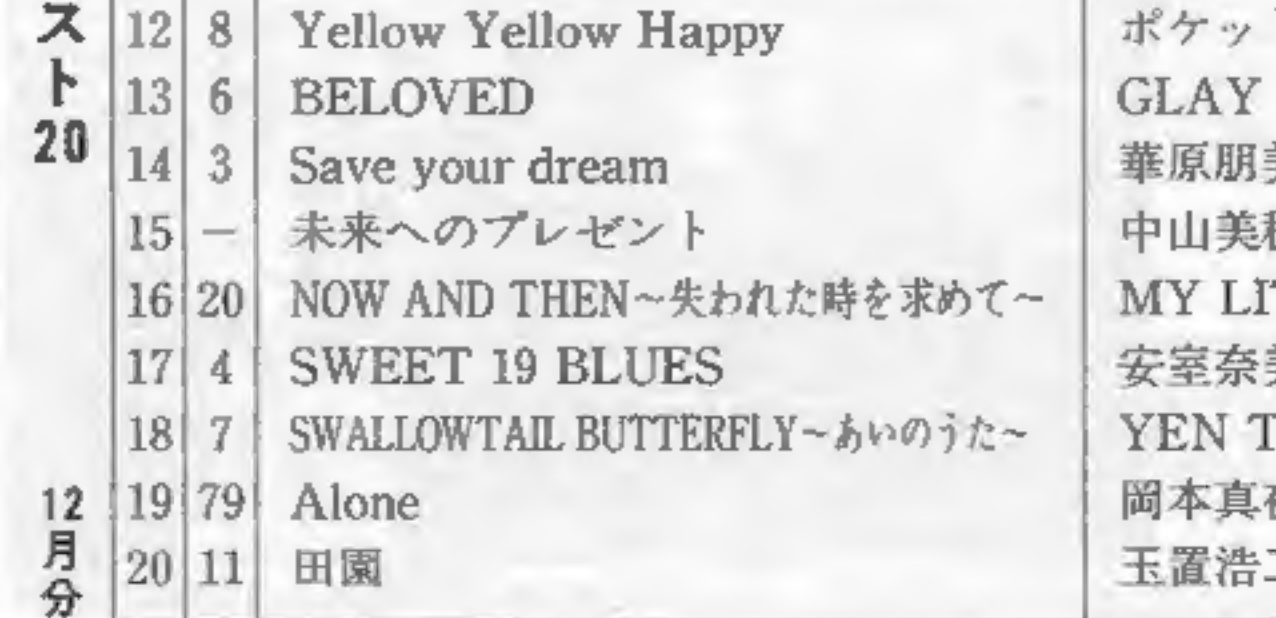 スト20
12月分
12 8 Yellow Yellow Happy ポケッ
13 6 BELOVED GLAY
14 3 Save your dream 華原朋
15 － 未来へのプレゼント 中山美
16 20 NOW AND THEN~失われた時を求めて~ MY LI
17 4 SWEET 19 BLUES 安室奈
18 7 SWALLOWTAIL BUTTERFLY~あいのうた~ YEN T
19 79 Alone 岡本真
20 11 田園 玉置浩